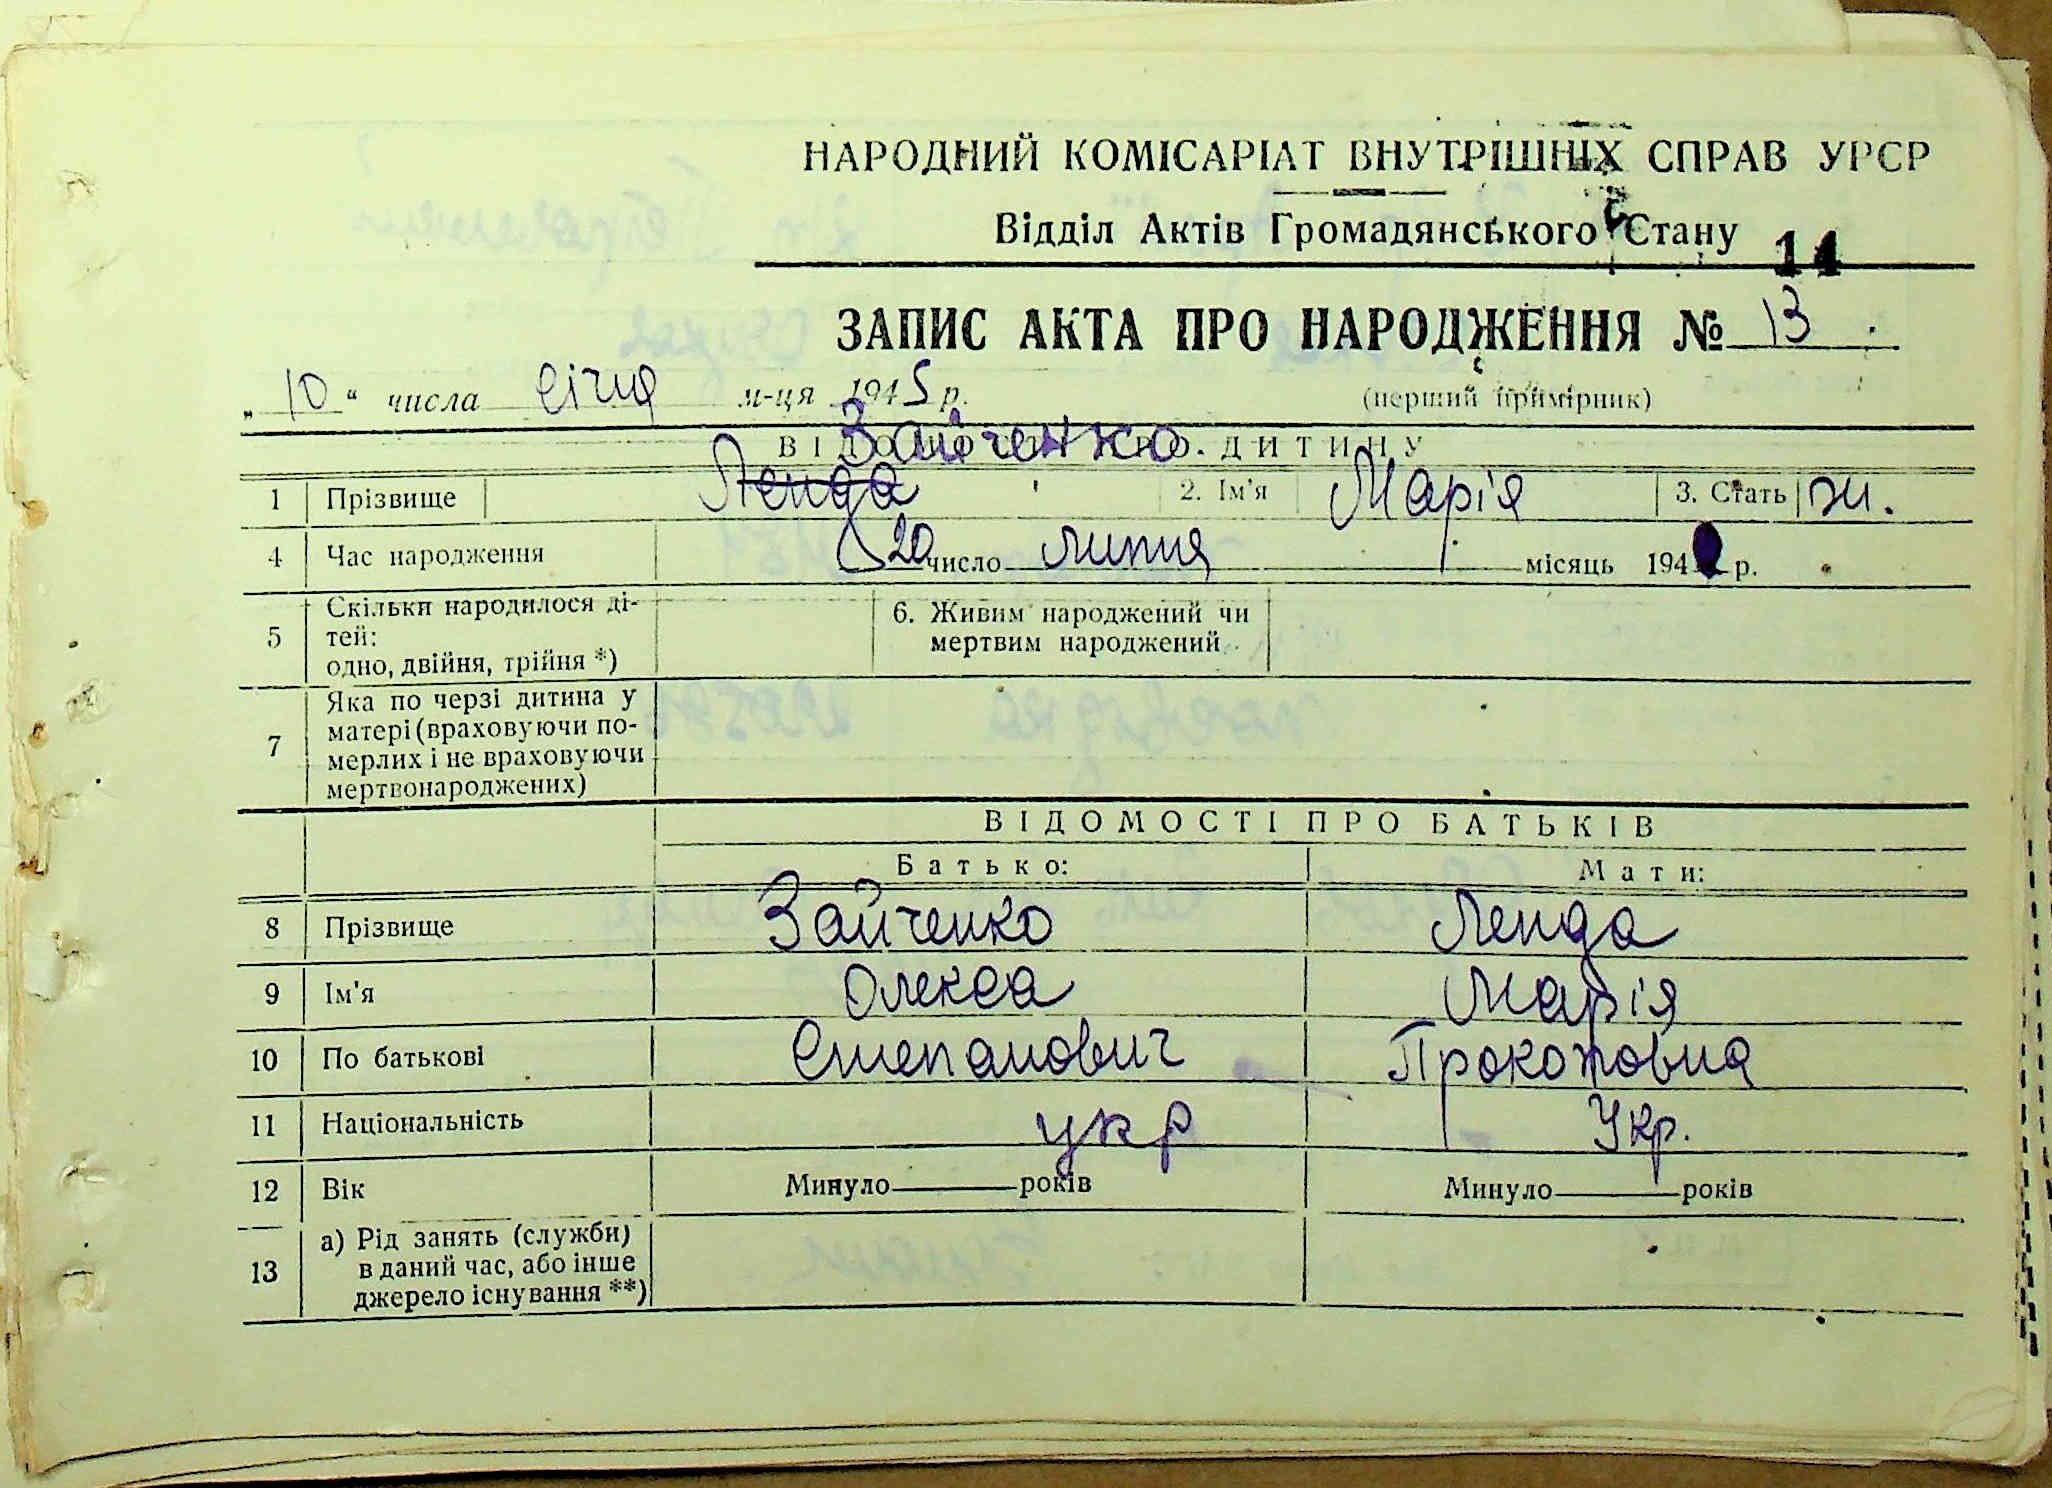 НАРОДНИЙ КОМІСАРІАТ ВНУТРІШНІХ СПРАВ УРСР
Відділ Актів Громадянського Стану
14
ЗАПИС АКТА ПРО НАРОДЖЕННЯ № 13
„10“ числа січня м-ця 1945 р. (перший примірник)
Зайченко
ВІДОМОСТІ ПРО ДИТИНУ
1 Прізвище Ленда 2. Ім'я Марія 3. Стать ж.
4 Час народження 20 число липня місяць 194 р.
5 Скільки народилося ді-
тей:
одно, двійня, трійня *)
6. Живим народжений чи
мертвим народжений
7 Яка по черзі дитина у
матері (враховуючи по-
мерлих і не враховуючи
мертвонароджених)
ВІДОМОСТІ ПРО БАТЬКІВ
Батько: Мати:
8 Прізвище Зайченко Ленда
9 Ім'я Олекса Марія
10 По батькові Степанович Прокоповна
11 Національність укр Укр.
12 Вік Минуло років Минуло років
13 а) Рід занять (служби)
в даний час, або інше
джерело існування **)